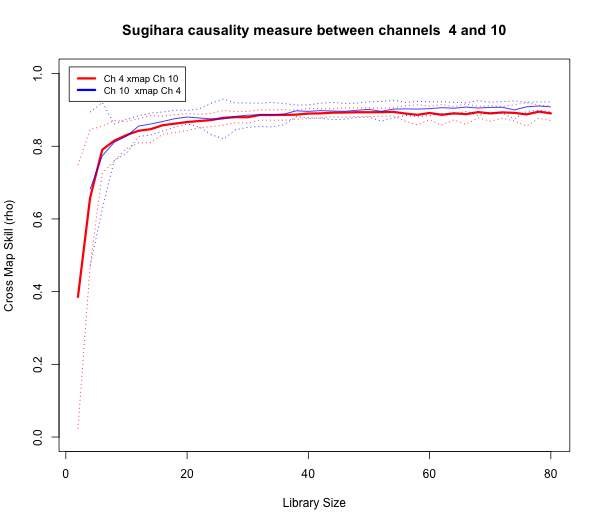 Sugihara causality measure between channels  4 and 10
Ch 4 xmap Ch 10
Ch 10  xmap Ch 4
Cross Map Skill (rho)
1.0
0.8
0.6
0.4
0.2
0.0
0 20 40 60 80
Library Size